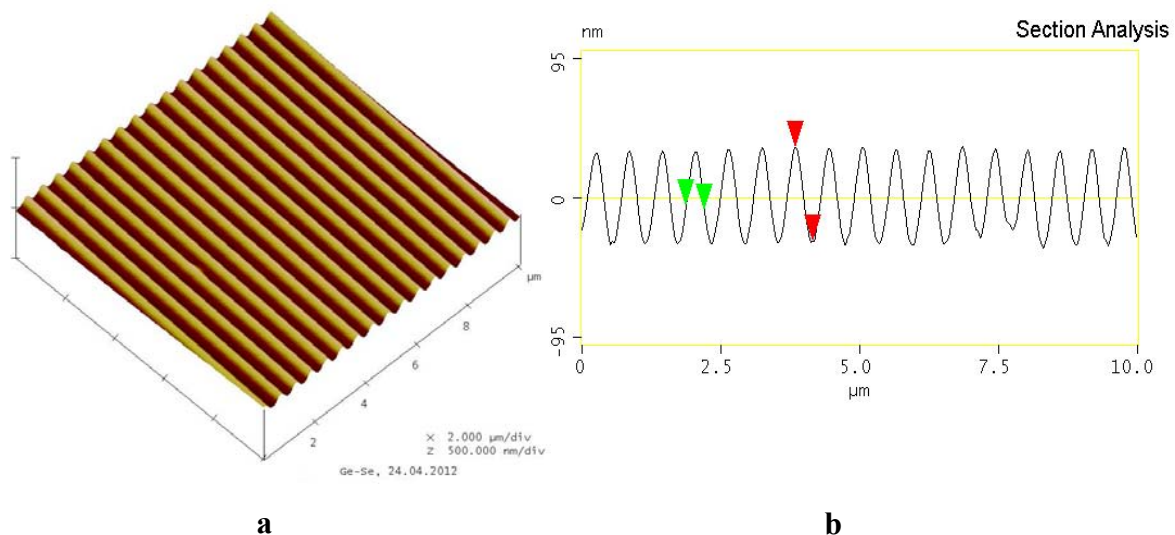 µm
8
6
4
2
X 2.000 µm/div
Z 500.000 nm/div
Ge-Se, 24.04.2012
a
nm
Section Analysis
95
0
-95
0 2.5 5.0 7.5 10.0
µm
b